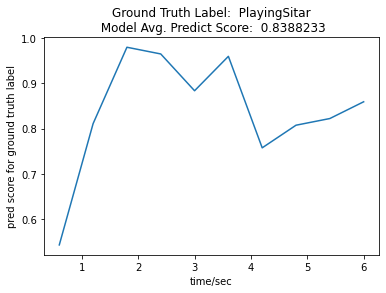 Ground Truth Label:  PlayingSitar
Model Avg. Predict Score:  0.8388233
pred score for ground truth label
1.0
0.9
0.8
0.7
0.6
1 2 3 4 5 6
time/sec